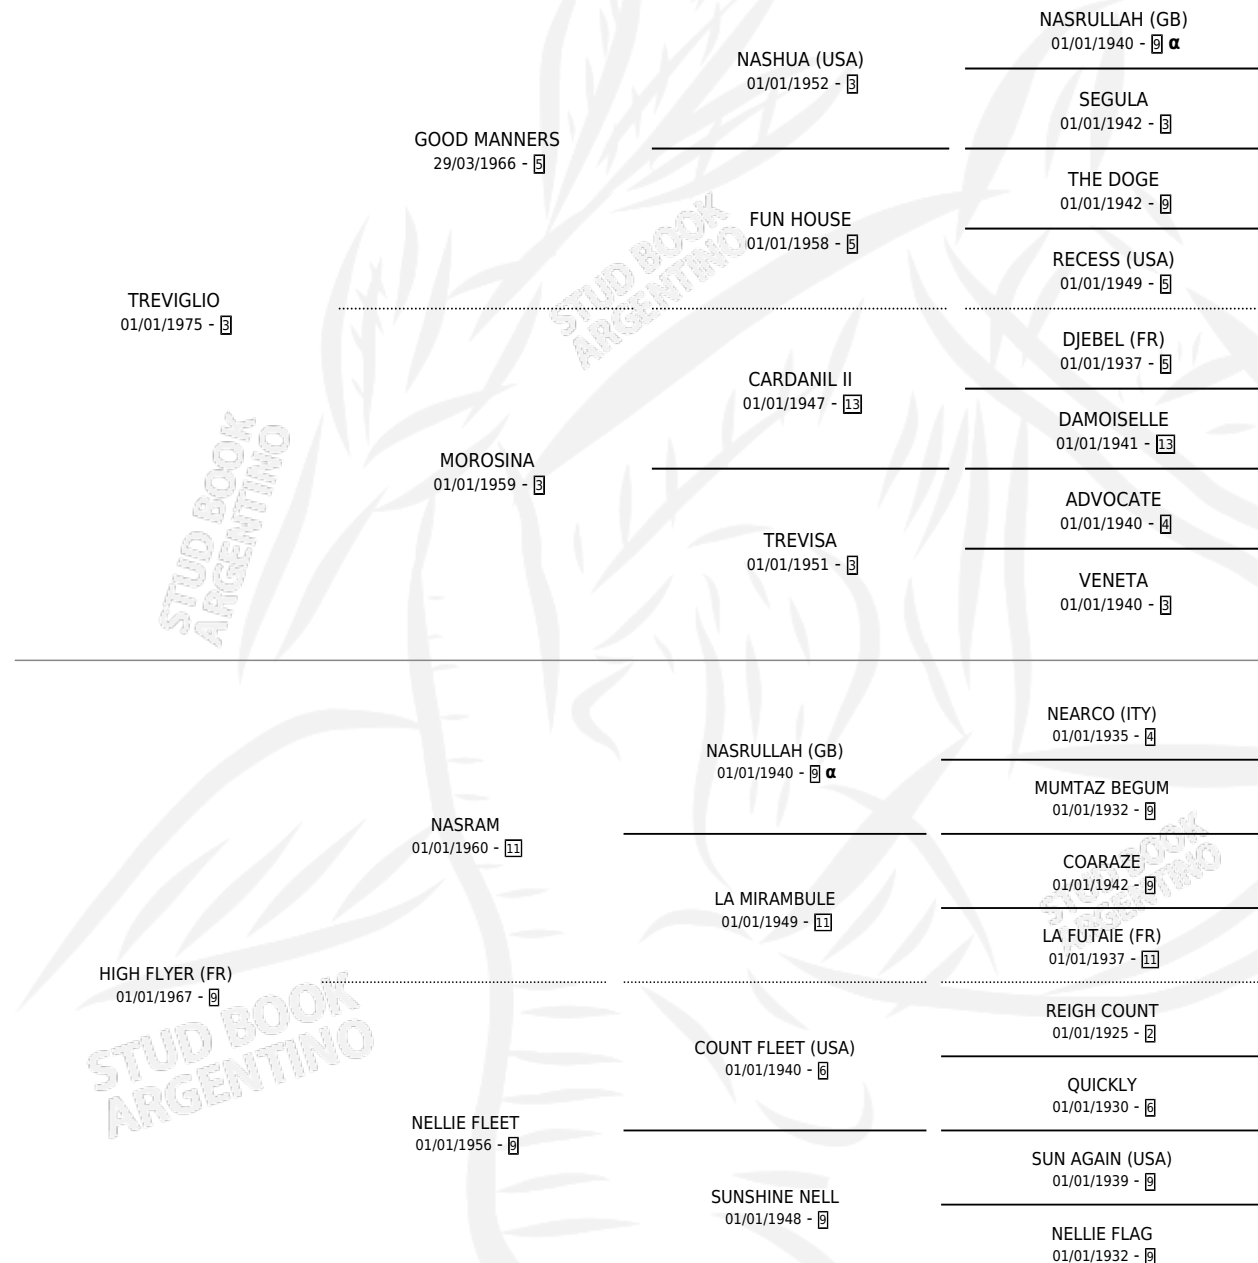 TREVIGLIO
01/01/1975 - 3
GOOD MANNERS
29/03/1966 - 5
MOROSINA
01/01/1959 - 3
NASHUA (USA)
01/01/1952 - 3
FUN HOUSE
01/01/1958 - 5
CARDANIL II
01/01/1947 - 13
TREVISA
01/01/1951 - 3
NASRULLAH (GB)
01/01/1940 - 9 α
SEGULA
01/01/1942 - 3
THE DOGE
01/01/1942 - 9
RECESS (USA)
01/01/1949 - 5
DJEBEL (FR)
01/01/1937 - 5
DAMOISELLE
01/01/1941 - 13
ADVOCATE
01/01/1940 - 4
VENETA
01/01/1940 - 3
HIGH FLYER (FR)
01/01/1967 - 9
NASRAM
01/01/1960 - 11
NELLIE FLEET
01/01/1956 - 9
NASRULLAH (GB)
01/01/1940 - 9 α
LA MIRAMBULE
01/01/1949 - 11
COUNT FLEET (USA)
01/01/1940 - 6
SUNSHINE NELL
01/01/1948 - 9
NEARCO (ITY)
01/01/1935 - 4
MUMTAZ BEGUM
01/01/1932 - 9
COARAZE
01/01/1942 - 9
LA FUTAIE (FR)
01/01/1937 - 11
REIGH COUNT
01/01/1925 - 2
QUICKLY
01/01/1930 - 6
SUN AGAIN (USA)
01/01/1939 - 9
NELLIE FLAG
01/01/1932 - 9
STUD BOOK
ARGENTINO
STUD BOOK
ARGENTINO
STUD BOOK
ARGENTINO
STUD BOOK
ARGENTINO